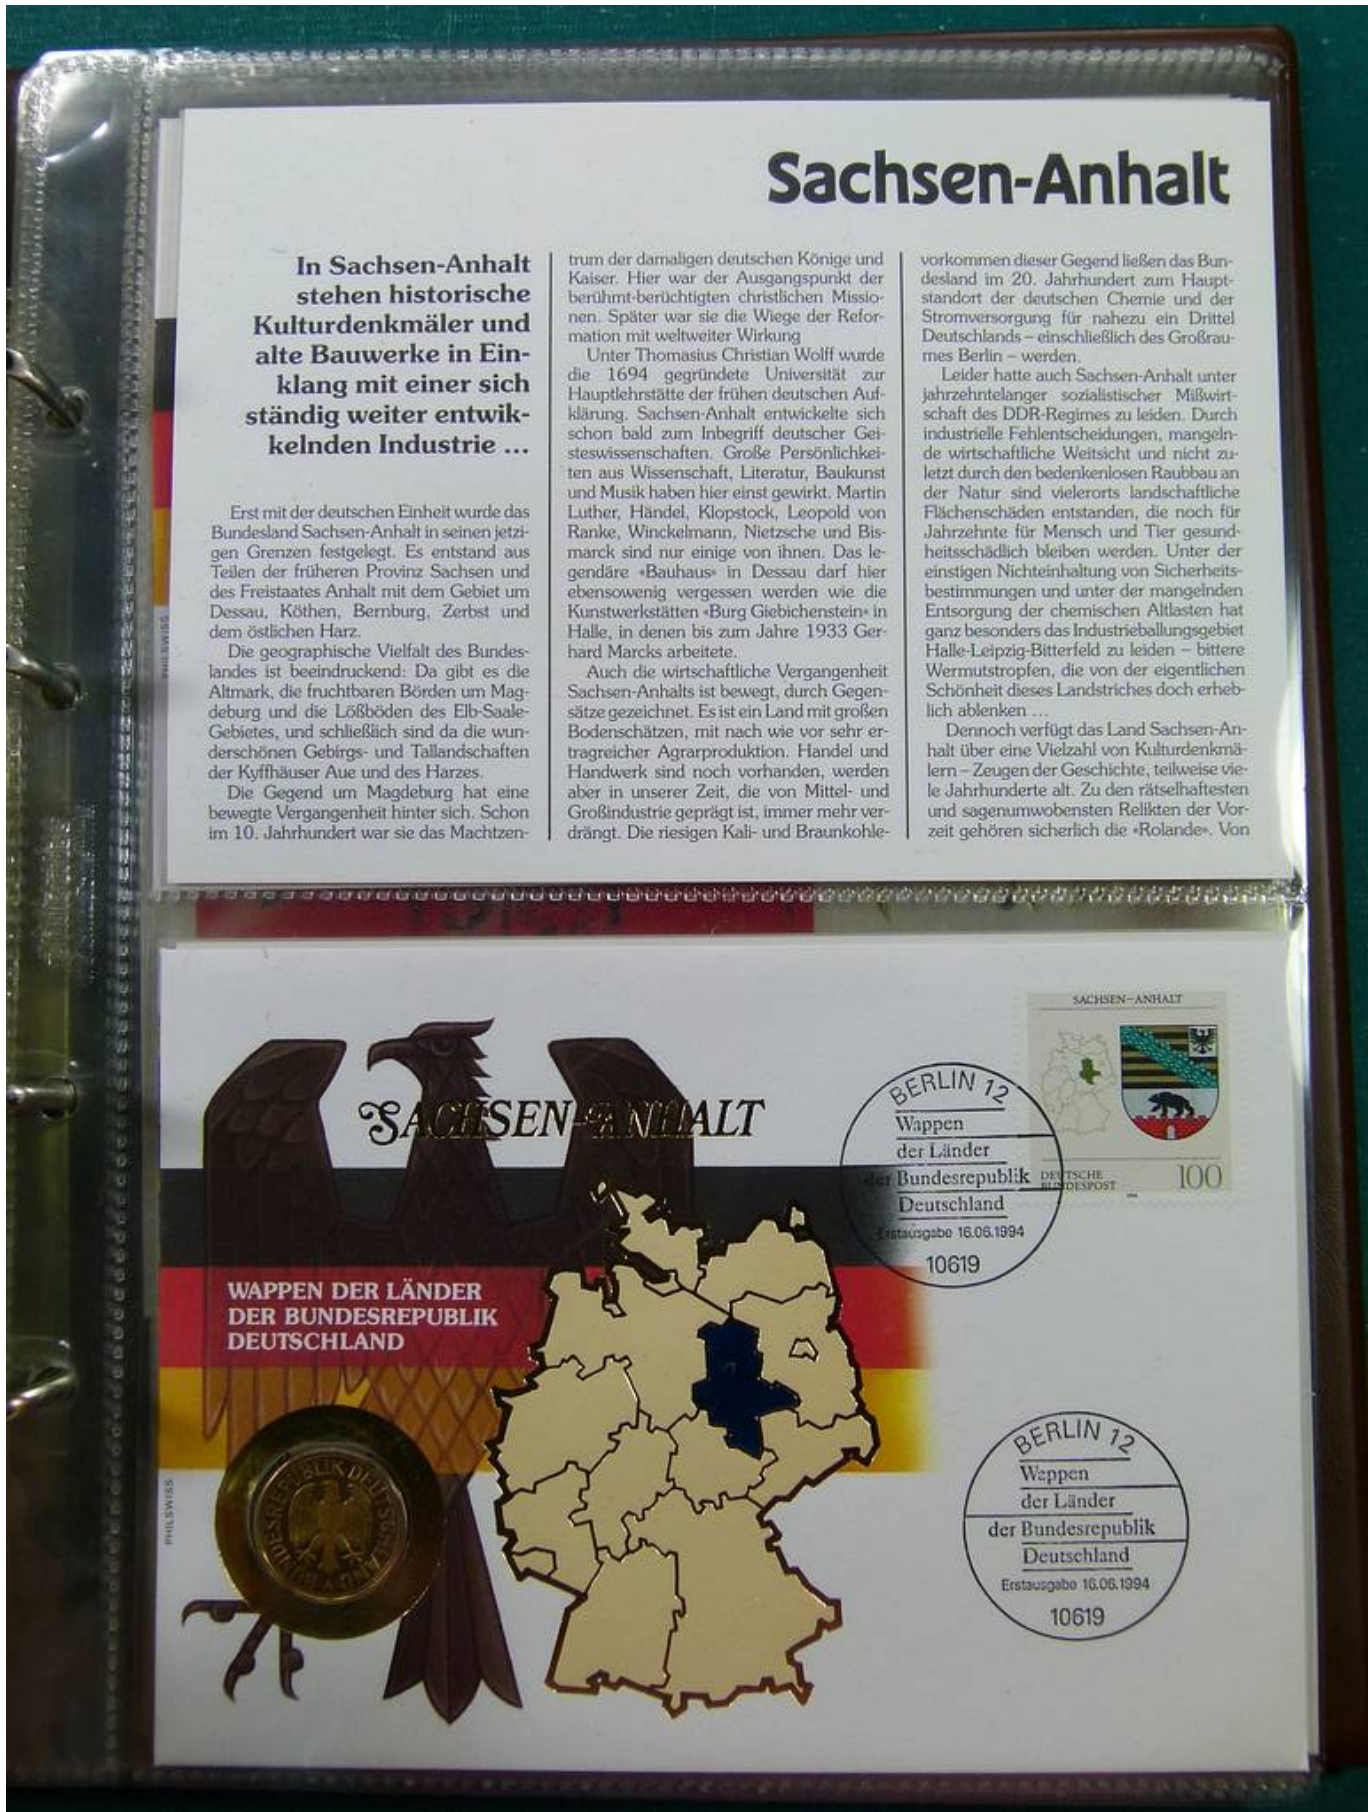 Sachsen-Anhalt
In Sachsen-Anhalt
stehen historische
Kulturdenkmäler und
alte Bauwerke in Ein-
klang mit einer sich
ständig weiter entwik-
kelnden Industrie ...
Erst mit der deutschen Einheit wurde das
Bundesland Sachsen-Anhalt in seinen jetzi-
gen Grenzen festgelegt. Es entstand aus
Teilen der früheren Provinz Sachsen und
des Freistaates Anhalt mit dem Gebiet um
Dessau, Köthen, Bernburg, Zerbst und
dem östlichen Harz.
Die geographische Vielfalt des Bundes-
landes ist beeindruckend: Da gibt es die
Altmark, die fruchtbaren Börden um Mag-
deburg und die Lößböden des Elb-Saale-
Gebietes, und schließlich sind da die wun-
derschönen Gebirgs- und Tallandschaften
der Kyffhäuser Aue und des Harzes.
Die Gegend um Magdeburg hat eine
bewegte Vergangenheit hinter sich. Schon
im 10. Jahrhundert war sie das Machtzen-
trum der damaligen deutschen Könige und
Kaiser. Hier war der Ausgangspunkt der
berühmt-berüchtigten christlichen Missio-
nen. Später war sie die Wiege der Refor-
mation mit weltweiter Wirkung
Unter Thomasius Christian Wolff wurde
die 1694 gegründete Universität zur
Hauptlehrstätte der frühen deutschen Auf-
klärung. Sachsen-Anhalt entwickelte sich
schon bald zum Inbegriff deutscher Gei-
steswissenschaften. Große Persönlichkei-
ten aus Wissenschaft, Literatur, Baukunst
und Musik haben hier einst gewirkt. Martin
Luther, Händel, Klopstock, Leopold von
Ranke, Winckelmann, Nietzsche und Bis-
marck sind nur einige von ihnen. Das le-
gendäre «Bauhaus» in Dessau darf hier
ebensowenig vergessen werden wie die
Kunstwerkstätten «Burg Giebichenstein» in
Halle, in denen bis zum Jahre 1933 Ger-
hard Marcks arbeitete.
Auch die wirtschaftliche Vergangenheit
Sachsen-Anhalts ist bewegt, durch Gegen-
sätze gezeichnet. Es ist ein Land mit großen
Bodenschätzen, mit nach wie vor sehr er-
tragreicher Agrarproduktion. Handel und
Handwerk sind noch vorhanden, werden
aber in unserer Zeit, die von Mittel- und
Großindustrie geprägt ist, immer mehr ver-
drängt. Die riesigen Kali- und Braunkohle-
vorkommen dieser Gegend ließen das Bun-
desland im 20. Jahrhundert zum Haupt-
standort der deutschen Chemie und der
Stromversorgung für nahezu ein Drittel
Deutschlands – einschließlich des Großrau-
mes Berlin – werden.
Leider hatte auch Sachsen-Anhalt unter
jahrzehntelanger sozialistischer Mißwirt-
schaft des DDR-Regimes zu leiden. Durch
industrielle Fehlentscheidungen, mangeln-
de wirtschaftliche Weitsicht und nicht zu-
letzt durch den bedenkenlosen Raubbau an
der Natur sind vielerorts landschaftliche
Flächenschäden entstanden, die noch für
Jahrzehnte für Mensch und Tier gesund-
heitsschädlich bleiben werden. Unter der
einstigen Nichteinhaltung von Sicherheits-
bestimmungen und unter der mangelnden
Entsorgung der chemischen Altlasten hat
ganz besonders das Industrieballungsgebiet
Halle-Leipzig-Bitterfeld zu leiden – bittere
Wermutstropfen, die von der eigentlichen
Schönheit dieses Landstriches doch erheb-
lich ablenken ...
Dennoch verfügt das Land Sachsen-An-
halt über eine Vielzahl von Kulturdenkmä-
lern – Zeugen der Geschichte, teilweise vie-
le Jahrhunderte alt. Zu den rätselhaftesten
und sagenumwobensten Relikten der Vor-
zeit gehören sicherlich die «Rolande». Von
PHILSWISS
SACHSEN-ANHALT
DEUTSCHE
BUNDESPOST
100
BERLIN 12
Wappen
der Länder
der Bundesrepublik
Deutschland
Erstausgabe 16.06.1994
10619
SACHSEN-ANHALT
WAPPEN DER LÄNDER
DER BUNDESREPUBLIK
DEUTSCHLAND
BUNDESREPUBLIK DEUTSCHLAND
PHILSWISS
BERLIN 12
Wappen
der Länder
der Bundesrepublik
Deutschland
Erstausgabe 16.06.1994
10619